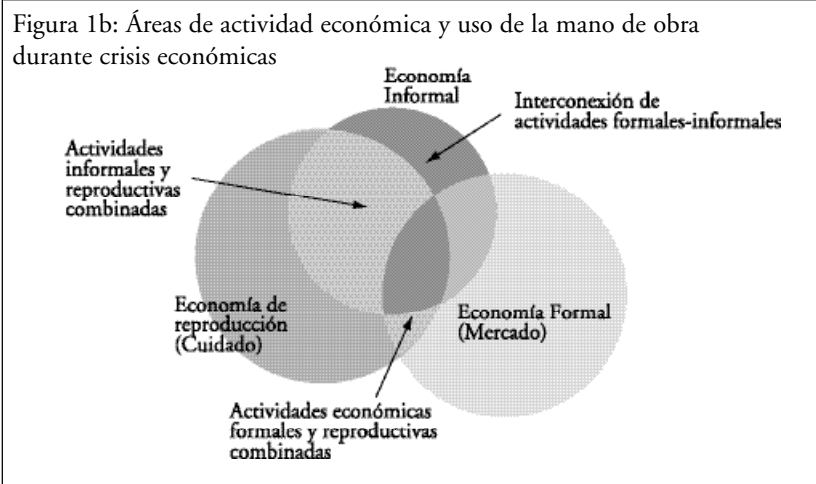 Figura 1b: Áreas de actividad económica y uso de la mano de obra
durante crisis económicas
Economía
Informal
Interconexión de
actividades formales-informales
Actividades
informales y
reproductivas
combinadas
Economía de
reproducción
(Cuidado)
Economía Formal
(Mercado)
Actividades económicas
formales y reproductivas
combinadas